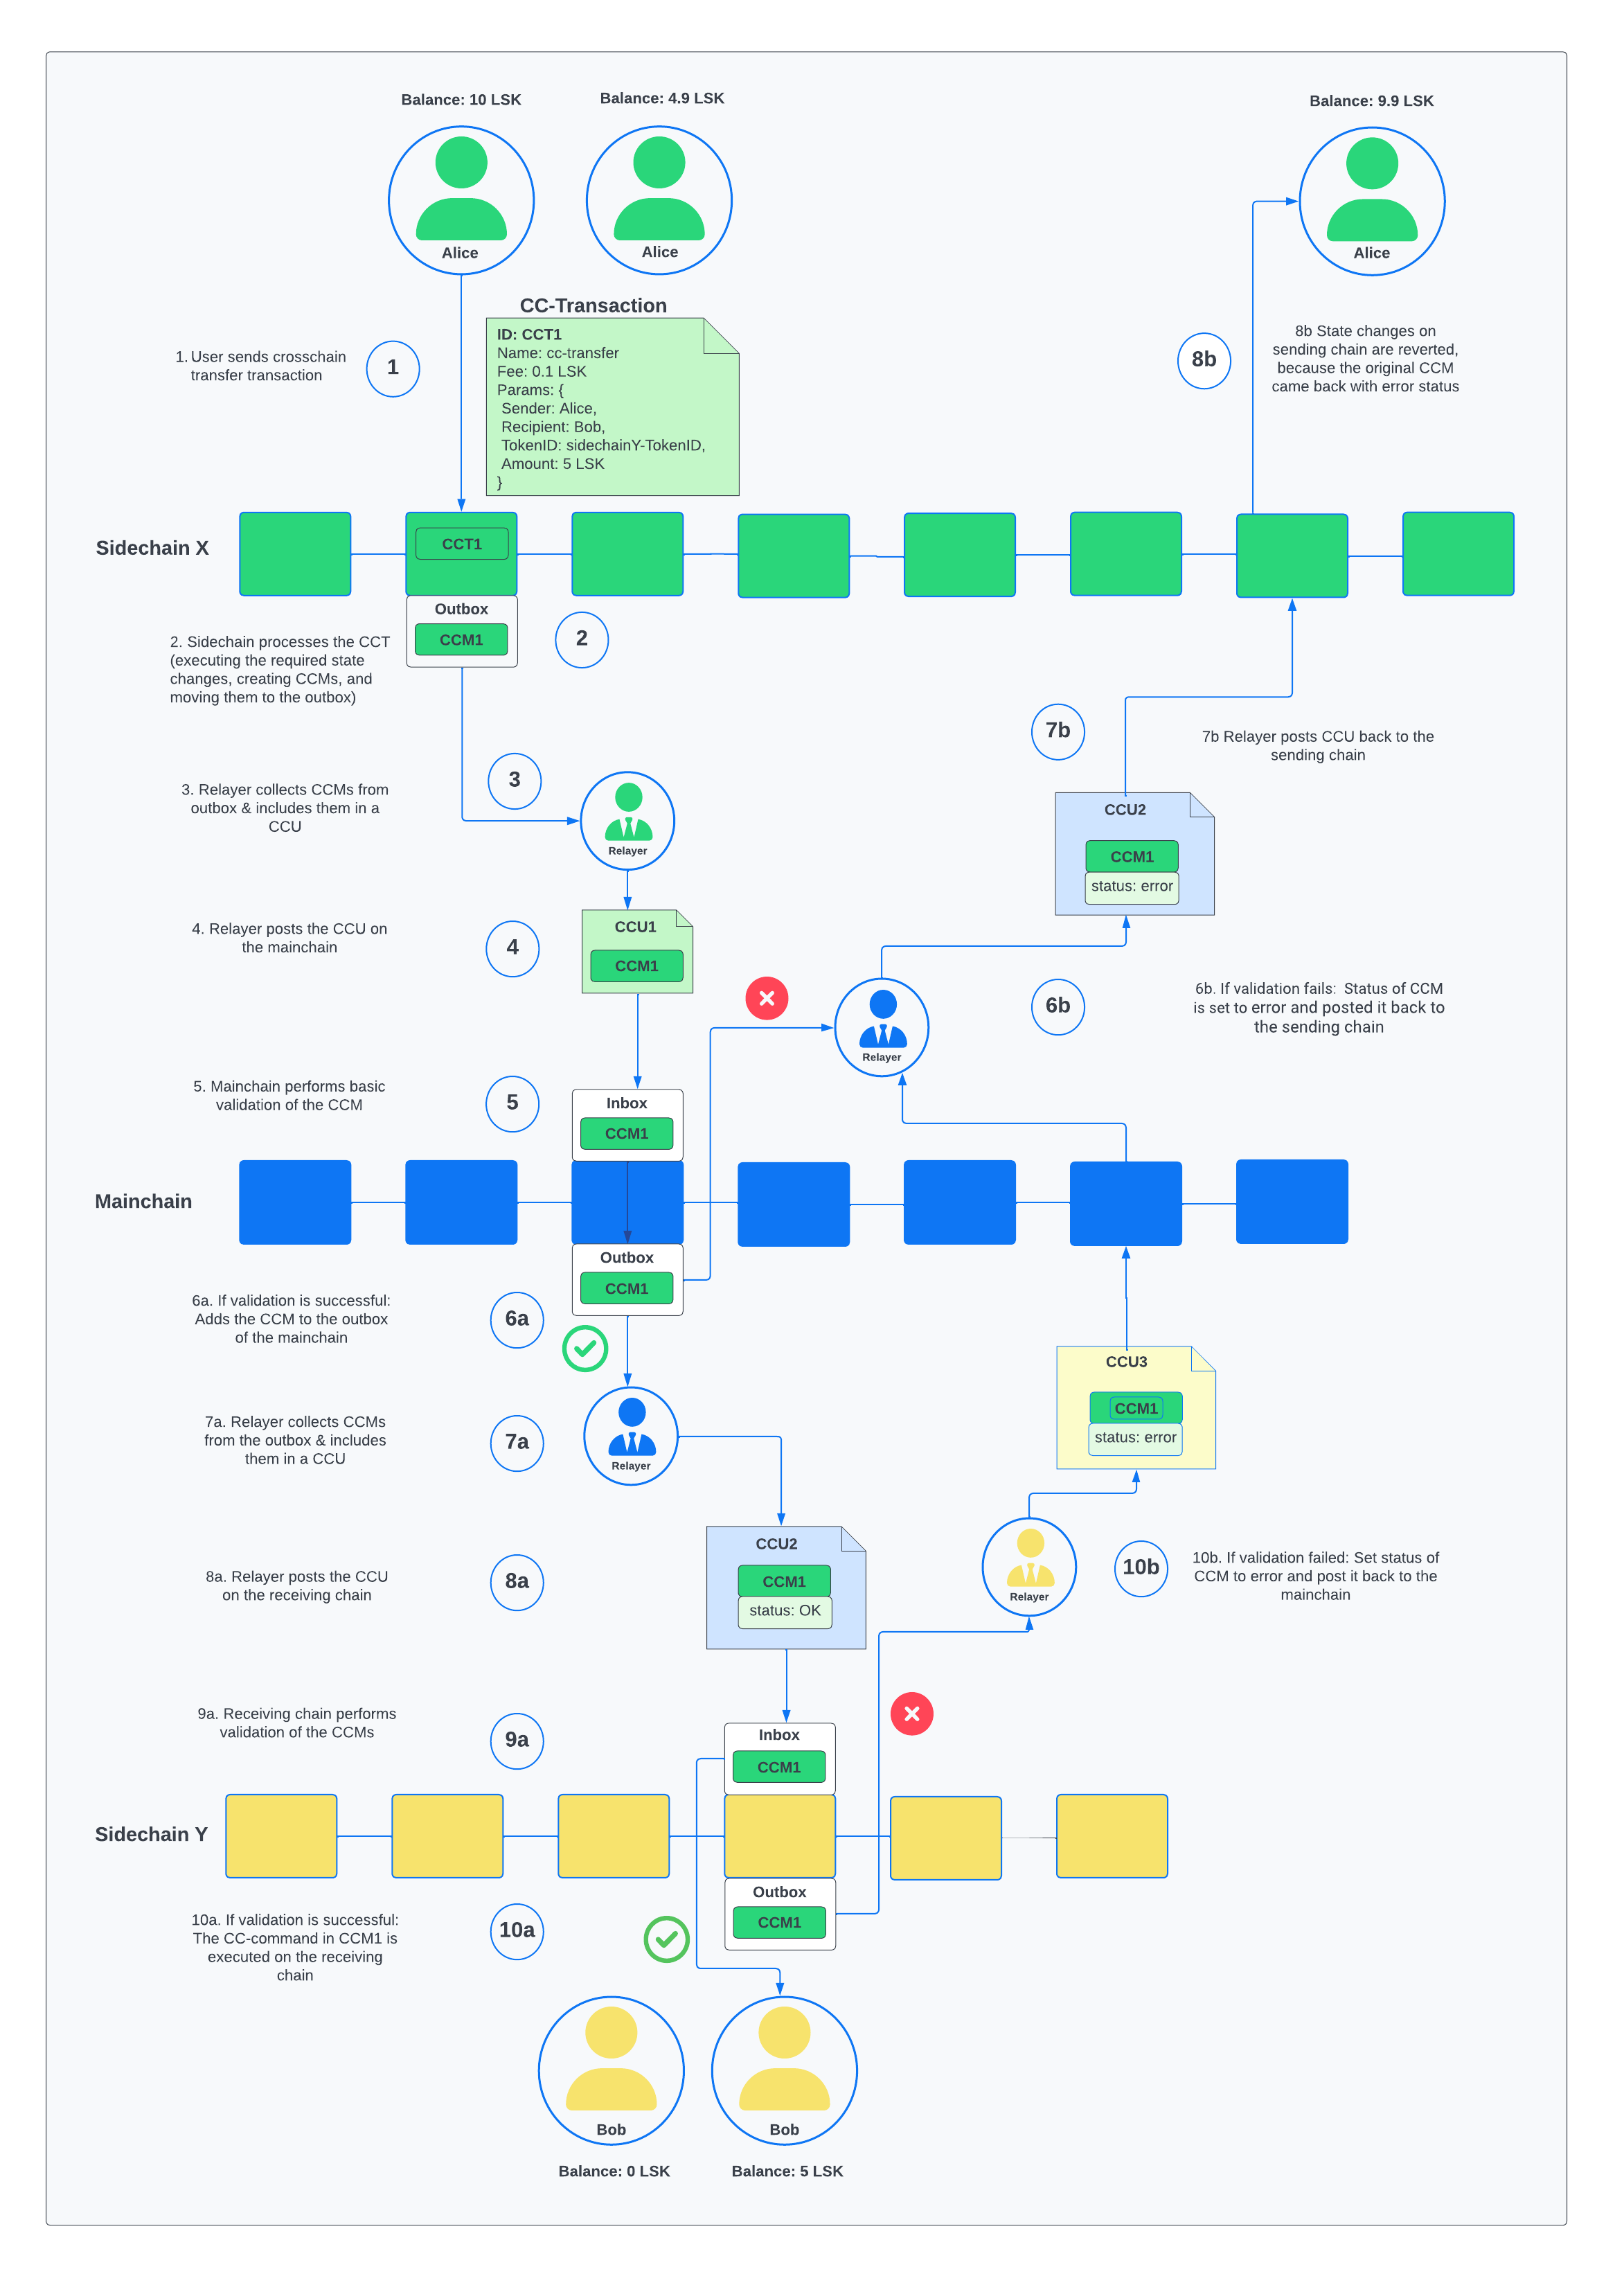 Balance: 10 LSK
Balance: 4.9 LSK
Balance: 9.9 LSK
Alice
Alice
Alice
CC-Transaction
ID: CCT1
Name: cc-transfer
Fee: 0.1 LSK
Params: {
Sender: Alice,
Recipient: Bob,
TokenID: sidechainY-TokenID,
Amount: 5 LSK
}
1. User sends crosschain
transfer transaction
1
8b
8b State changes on
sending chain are reverted,
because the original CCM
came back with error status
Sidechain X
CCT1
Outbox
CCM1
2
2. Sidechain processes the CCT
(executing the required state
changes, creating CCMs, and
moving them to the outbox)
7b
7b Relayer posts CCU back to the
sending chain
3. Relayer collects CCMs from
outbox & includes them in a
CCU
3
Relayer
CCU2
CCM1
status: error
4. Relayer posts the CCU on
the mainchain
4
CCU1
CCM1
Relayer
6b
6b. If validation fails: Status of CCM
is set to error and posted it back to
the sending chain
5. Mainchain performs basic
validation of the CCM
5
Inbox
CCM1
Mainchain
Outbox
CCM1
6a. If validation is successful:
Adds the CCM to the outbox
of the mainchain
6a
CCU3
CCM1
status: error
7a. Relayer collects CCMs
from the outbox & includes
them in a CCU
7a
Relayer
8a. Relayer posts the CCU
on the receiving chain
8a
CCU2
CCM1
status: OK
Relayer
10b
10b. If validation failed: Set status of
CCM to error and post it back to the
mainchain
9a. Receiving chain performs
validation of the CCMs
9a
Inbox
CCM1
Sidechain Y
Outbox
CCM1
10a. If validation is successful:
The CC-command in CCM1 is
executed on the receiving
chain
10a
Bob
Bob
Balance: 0 LSK
Balance: 5 LSK